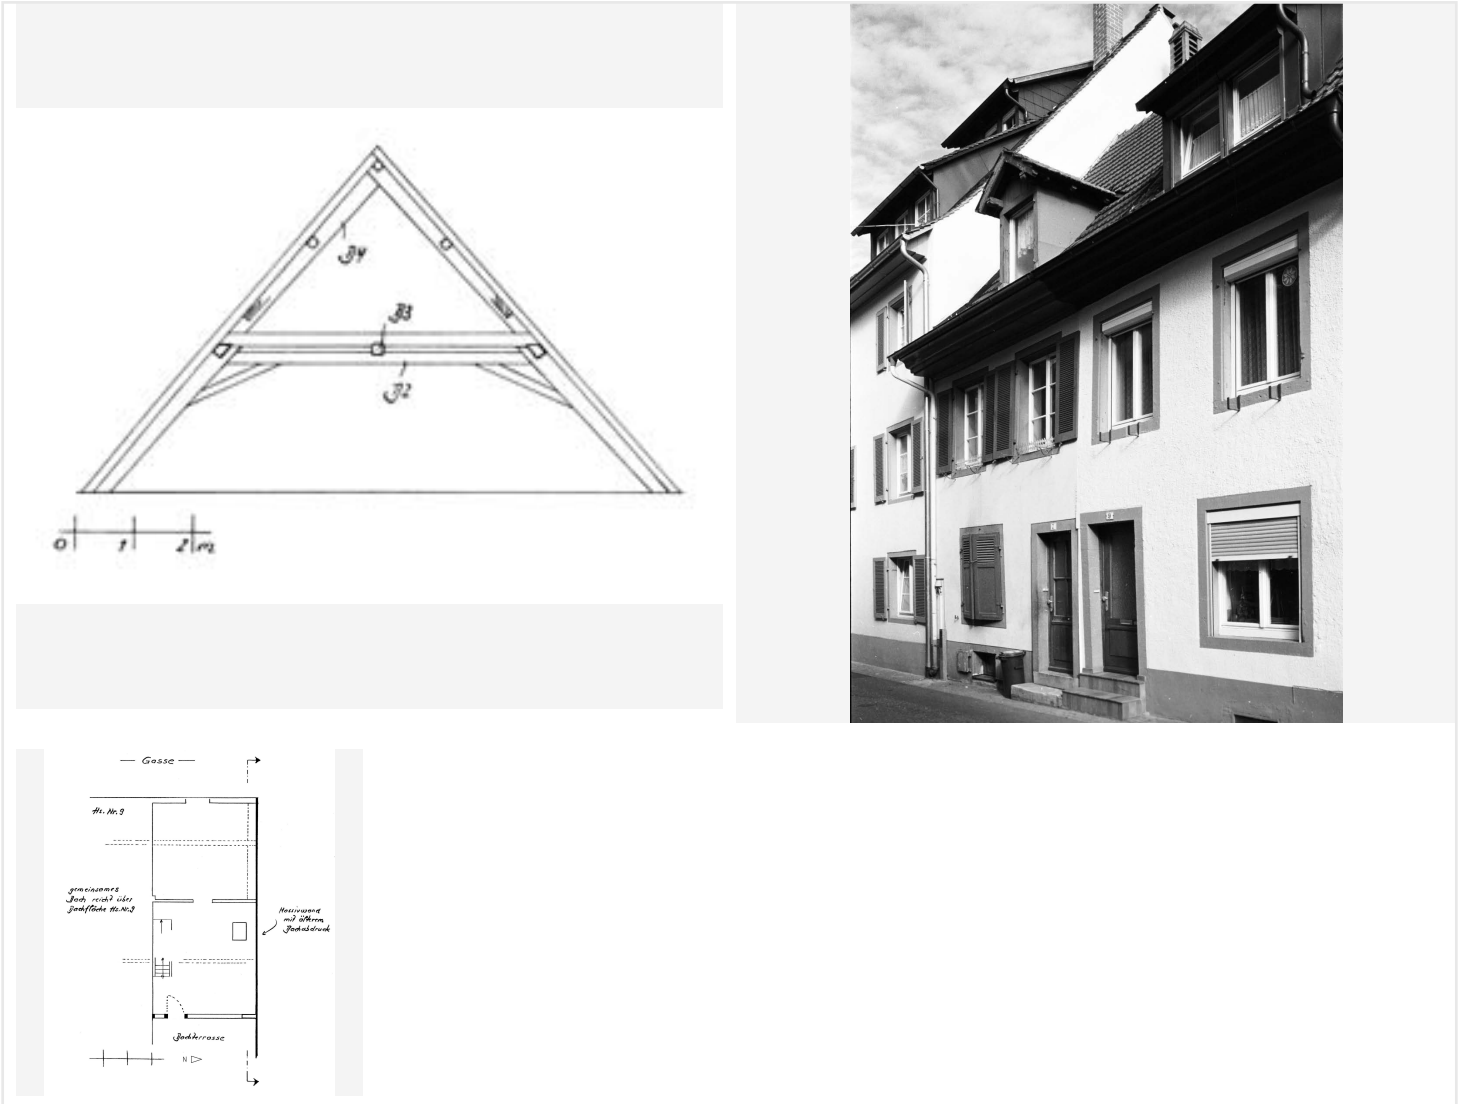 B4
B3
B2
0 1 2 m
Gasse
Hs. Nr. 9
gemeinsames
Dach reicht über
Dachfläche Hs. Nr. 9
Massivwand
mit älterem
Dachabdruck
Dachterrasse
N